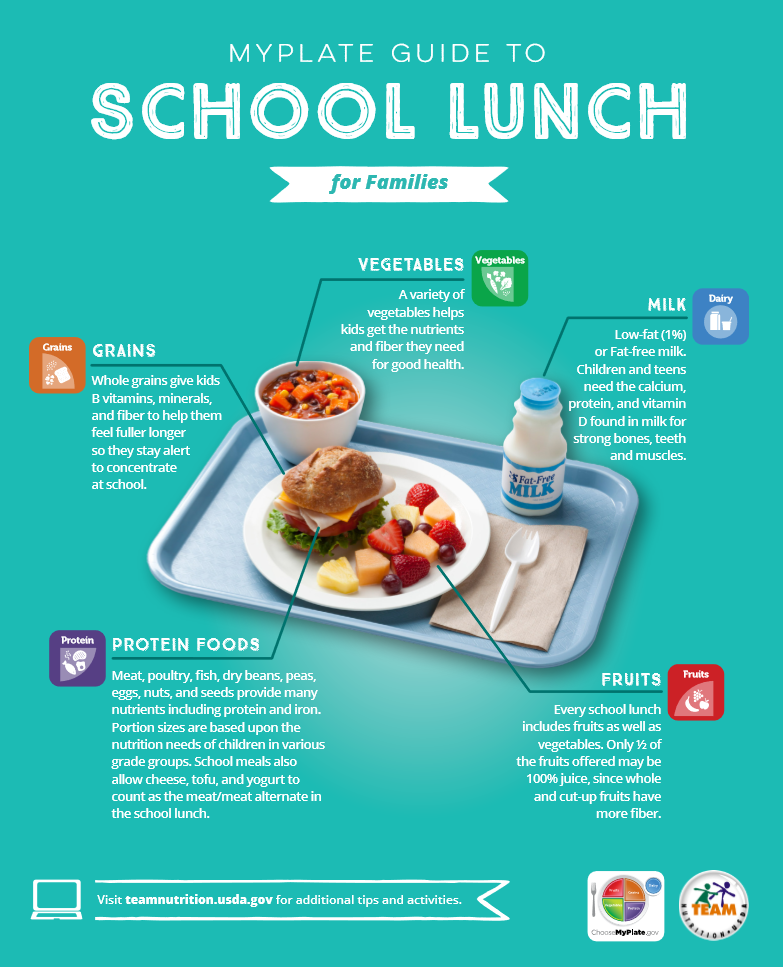 MYPLATE GUIDE TO
SCHOOL LUNCH
for Families
VEGETABLES
Vegetables
A variety of
vegetables helps
kids get the nutrients
and fiber they need
for good health.
MILK
Dairy
Low-fat (1%)
or Fat-free milk.
Children and teens
need the calcium,
protein, and vitamin
D found in milk for
strong bones, teeth
and muscles.
Grains
GRAINS
Whole grains give kids
B vitamins, minerals,
and fiber to help them
feel fuller longer
so they stay alert
to concentrate
at school.
Fat-Free
MILK
Protein
PROTEIN FOODS
Meat, poultry, fish, dry beans, peas,
eggs, nuts, and seeds provide many
nutrients including protein and iron.
Portion sizes are based upon the
nutrition needs of children in various
grade groups. School meals also
allow cheese, tofu, and yogurt to
count as the meat/meat alternate in
the school lunch.
FRUITS
Fruits
Every school lunch
includes fruits as well as
vegetables. Only ½ of
the fruits offered may be
100% juice, since whole
and cut-up fruits have
more fiber.
Visit teamnutrition.usda.gov for additional tips and activities.
Fruits
Grains
Dairy
Vegetables
Protein
ChooseMyPlate.gov
TEAM
NUTRITION•USDA